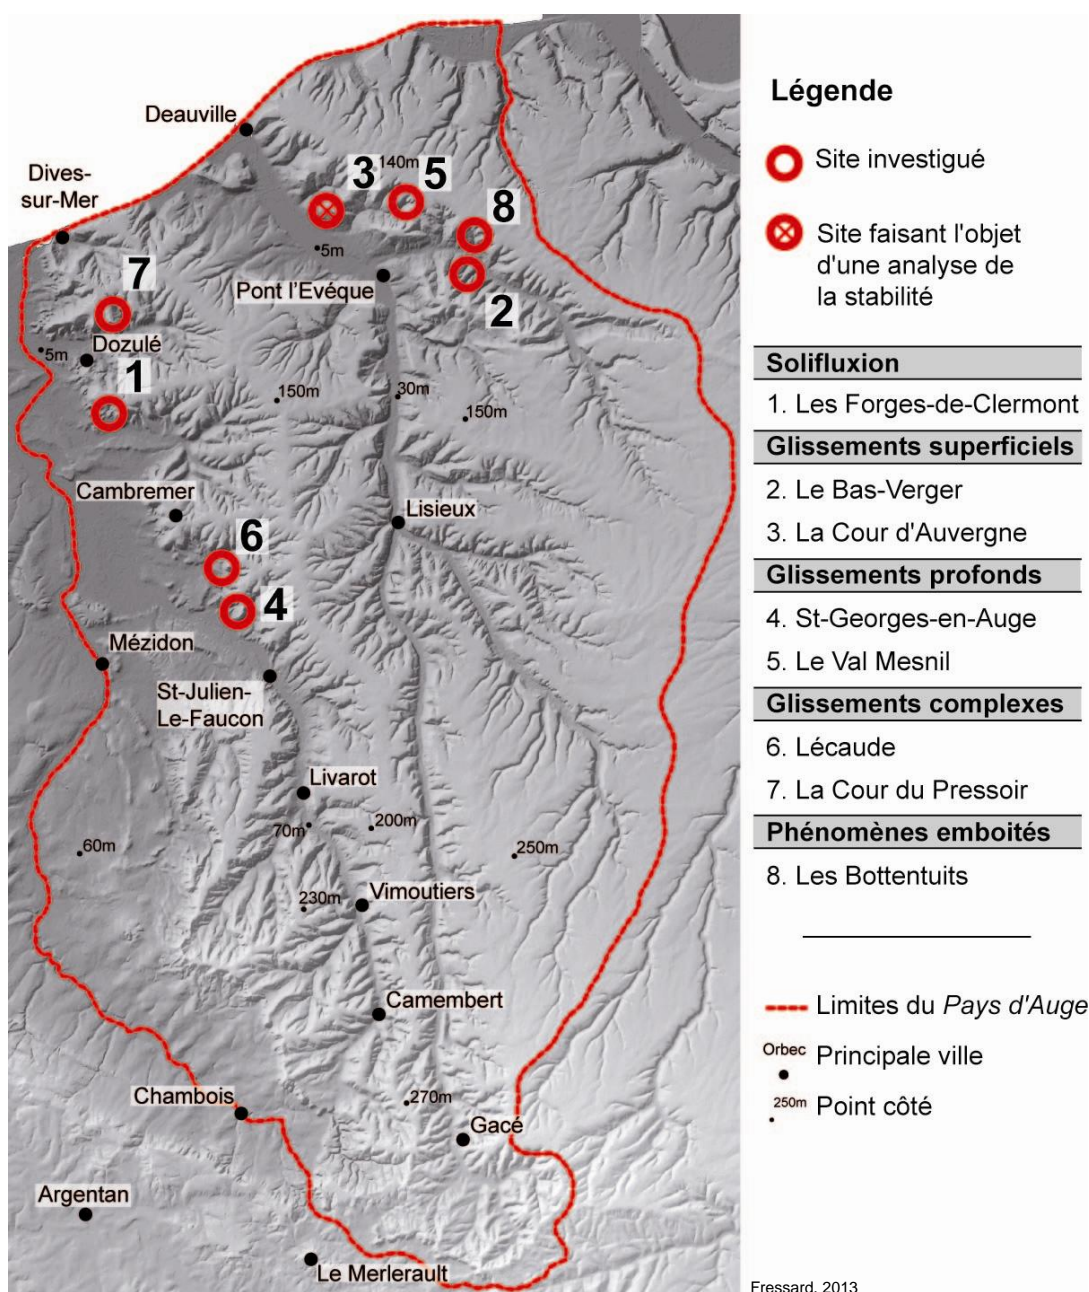 Deauville
Dives-
sur-Mer
3
140m
5
8
5m
7
Pont l'Evéque
2
Dozulé
5m
1
150m
30m
150m
Cambremer
Lisieux
6
4
Mézidon
St-Julien-
Le-Faucon
Livarot
70m
200m
60m
250m
230m
Vimoutiers
Camembert
270m
Chambois
Gacé
Argentan
Le Merlerault
Légende
Site investigué
Site faisant l'objet
d'une analyse de
la stabilité
Solifluxion
1. Les Forges-de-Clermont
Glissements superficiels
2. Le Bas-Verger
3. La Cour d'Auvergne
Glissements profonds
4. St-Georges-en-Auge
5. Le Val Mesnil
Glissements complexes
6. Lécaude
7. La Cour du Pressoir
Phénomènes emboités
8. Les Bottentuits
Limites du Pays d'Auge
Orbec
Principale ville
250m
Point côté
Fressard, 2013